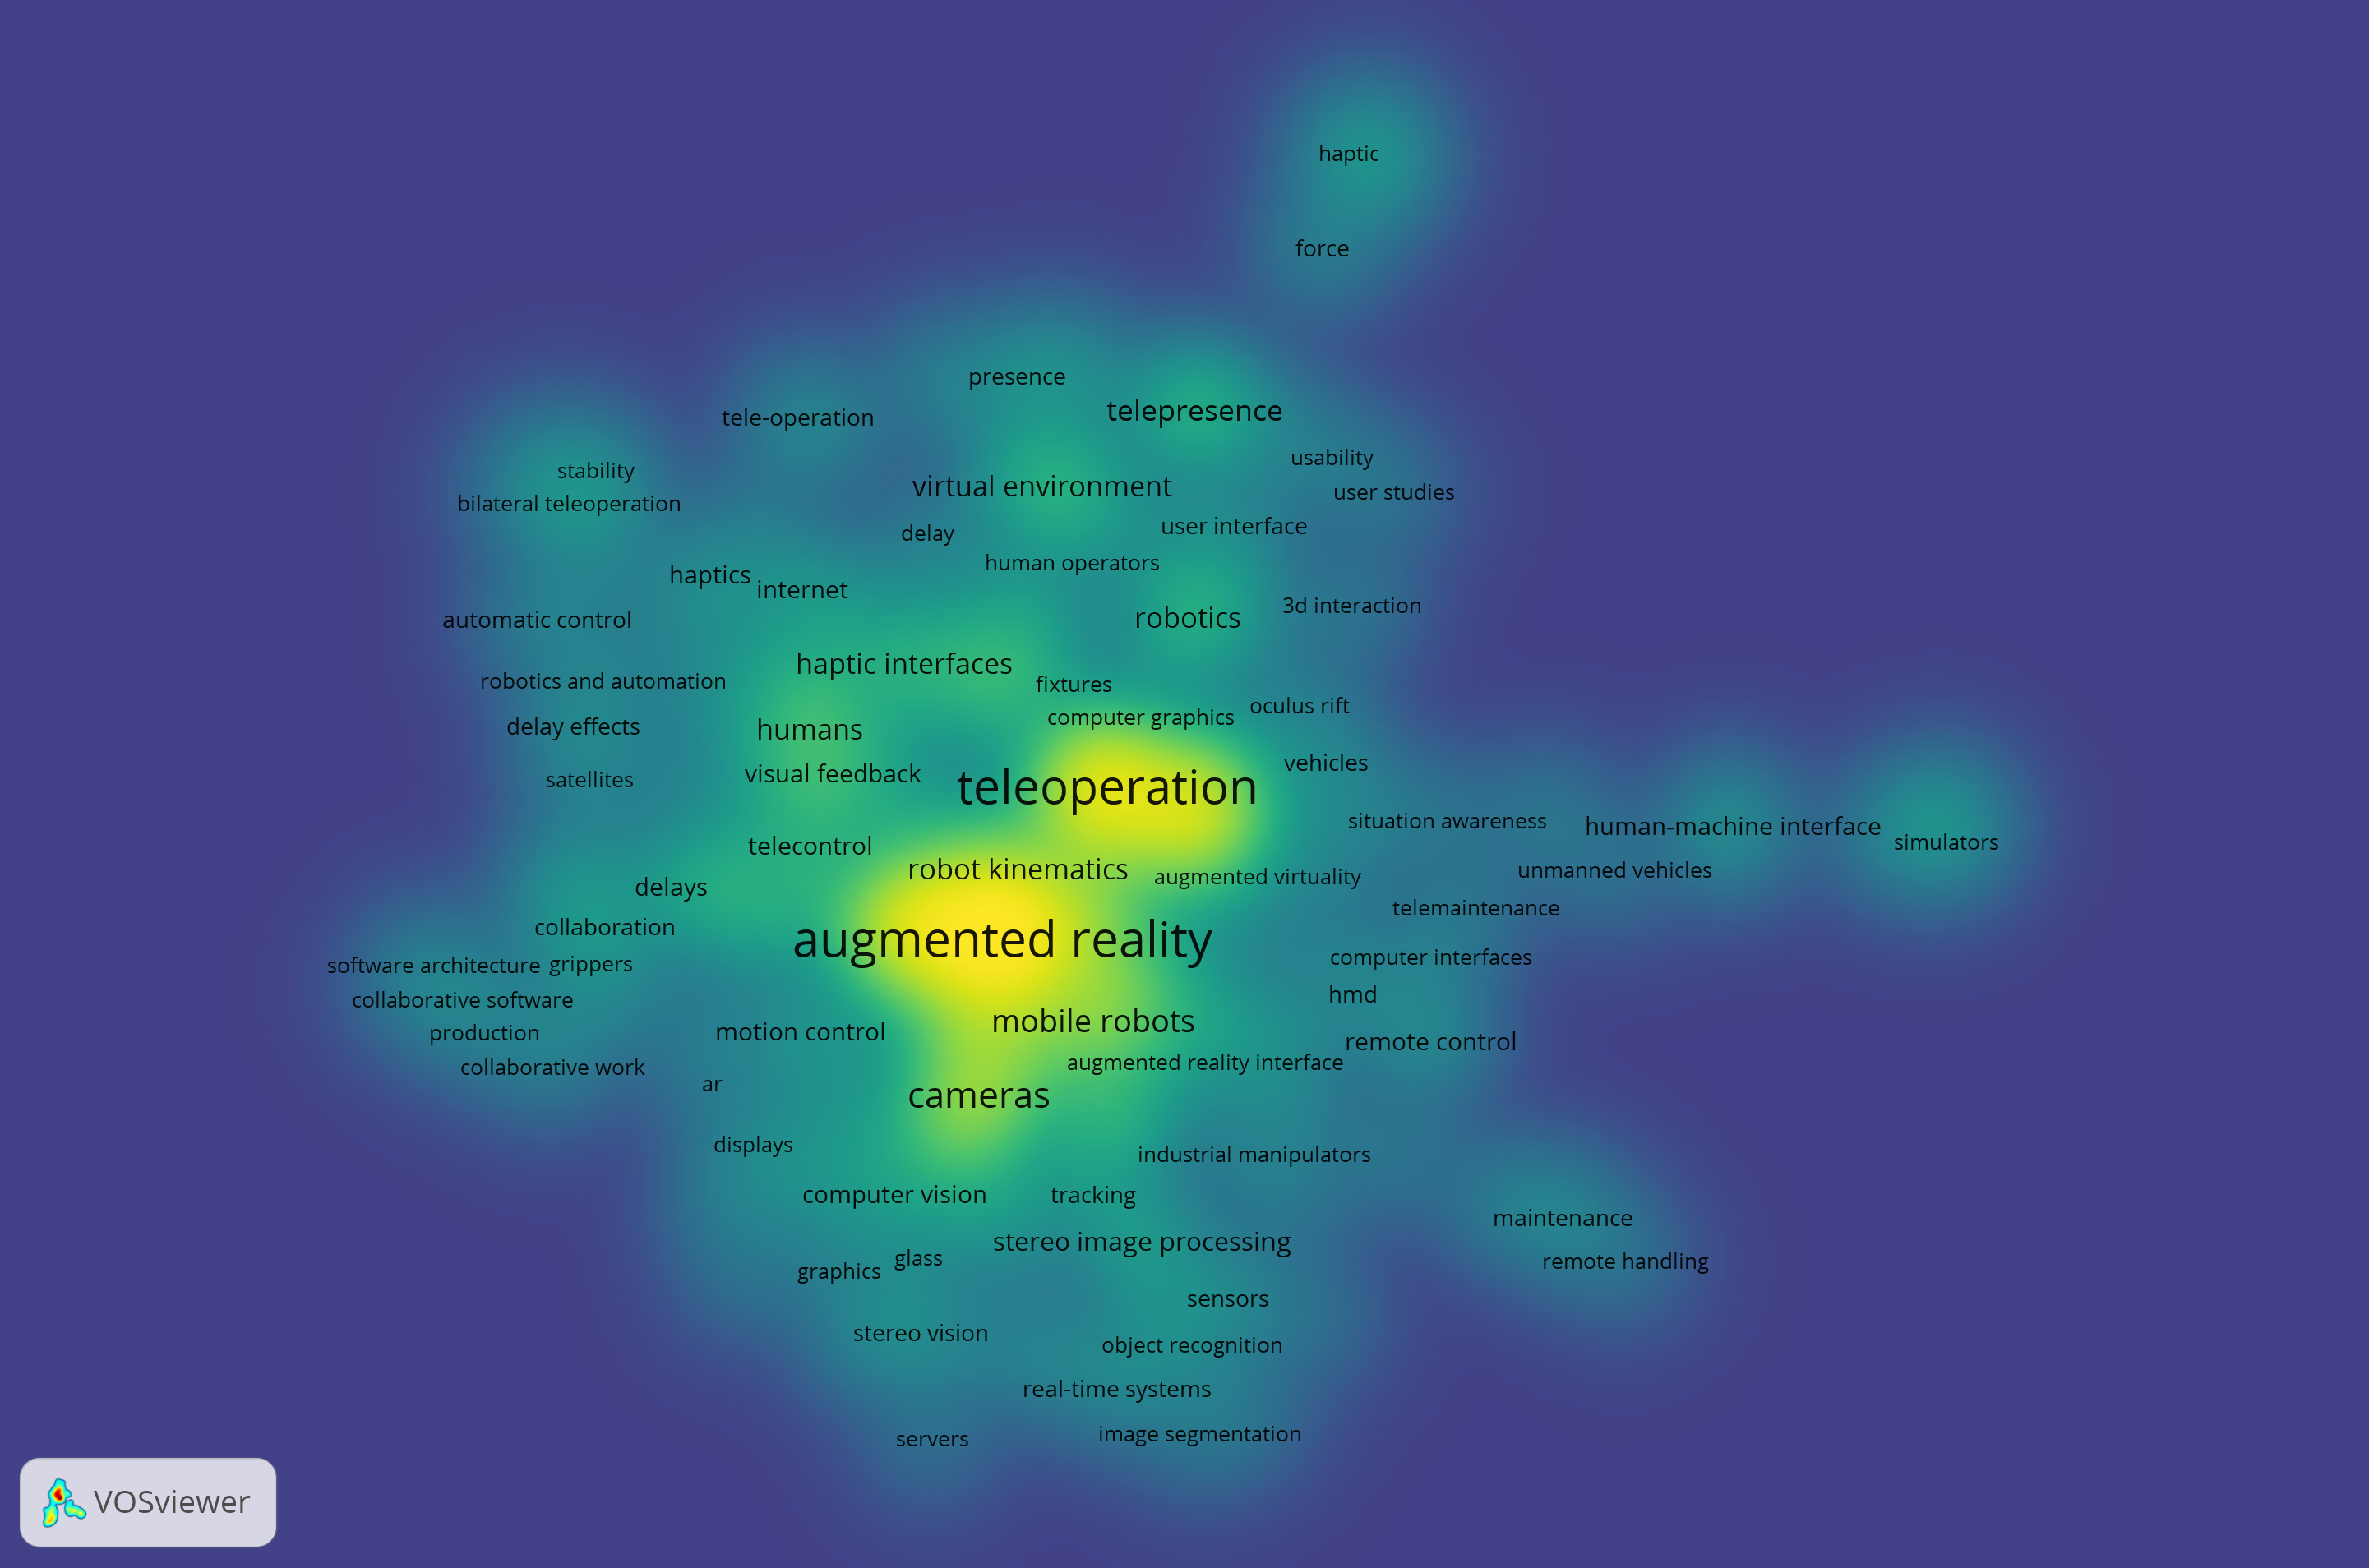 haptic
force
presence
telepresence
tele-operation
usability
stability
virtual environment
user studies
bilateral teleoperation
user interface
delay
human operators
haptics
internet
3d interaction
automatic control
robotics
haptic interfaces
robotics and automation
fixtures
oculus rift
computer graphics
delay effects
humans
vehicles
visual feedback
satellites
teleoperation
situation awareness
human-machine interface
simulators
telecontrol
robot kinematics
augmented virtuality
unmanned vehicles
delays
telemaintenance
collaboration
augmented reality
computer interfaces
software architecture
grippers
hmd
collaborative software
mobile robots
production
motion control
remote control
augmented reality interface
collaborative work
ar
cameras
displays
industrial manipulators
computer vision
tracking
maintenance
stereo image processing
glass
remote handling
graphics
sensors
stereo vision
object recognition
real-time systems
image segmentation
servers
VOSviewer